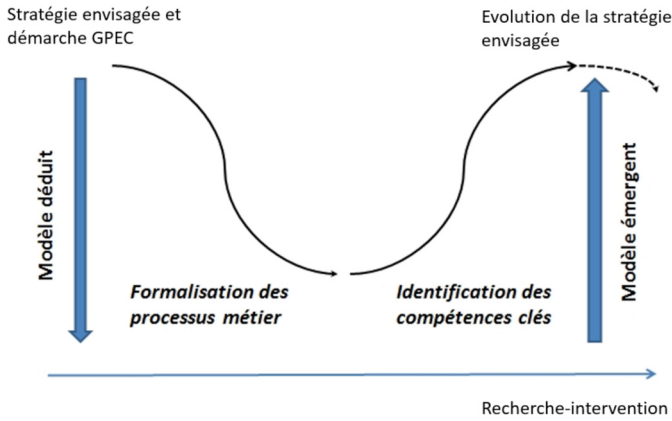 Stratégie envisagée et
démarche GPEC
Evolution de la stratégie
envisagée
Modèle déduit
Formalisation des
processus métier
Identification des
compétences clés
Modèle émergent
Recherche-intervention